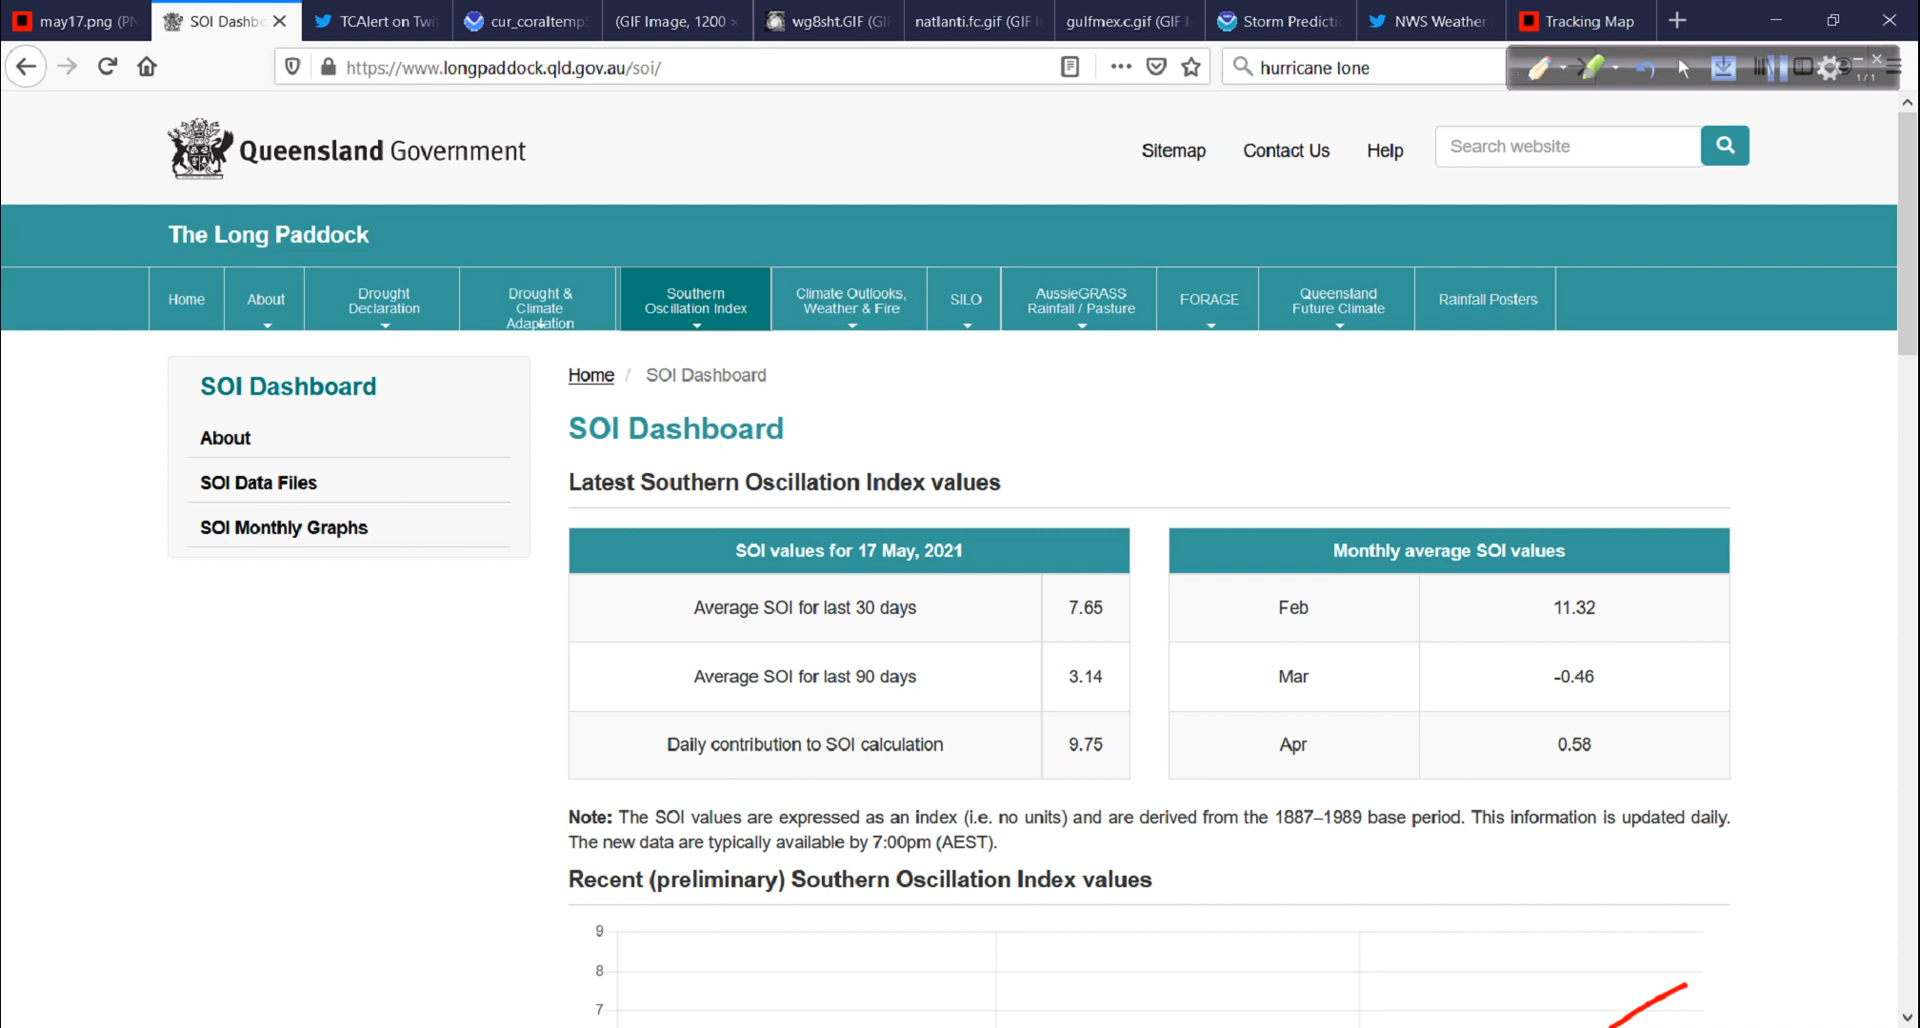 may17.png (PN
SOI Dashbo
TCAlert on Twi
cur_coraltemp5
(GIF Image, 1200 ×
wg8sht.GIF (GI
natlanti.fc.gif (GIF I
gulfmex.c.gif (GIF I
Storm Predictio
NWS Weather
Tracking Map
https://www.longpaddock.qld.gov.au/soi/
hurricane Ione
1/1
Queensland Government
Sitemap
Contact Us
Help
Search website
The Long Paddock
Home
About
Drought
Declaration
Drought &
Climate
Adaptation
Southern
Oscillation Index
Climate Outlooks,
Weather & Fire
SILO
AussieGRASS
Rainfall / Pasture
FORAGE
Queensland
Future Climate
Rainfall Posters
SOI Dashboard
About
SOI Data Files
SOI Monthly Graphs
Home / SOI Dashboard
SOI Dashboard
Latest Southern Oscillation Index values
SOI values for 17 May, 2021
Average SOI for last 30 days 7.65
Average SOI for last 90 days 3.14
Daily contribution to SOI calculation 9.75
Monthly average SOI values
Feb 11.32
Mar -0.46
Apr 0.58
Note: The SOI values are expressed as an index (i.e. no units) and are derived from the 1887–1989 base period. This information is updated daily.
The new data are typically available by 7:00pm (AEST).
Recent (preliminary) Southern Oscillation Index values
9
8
7